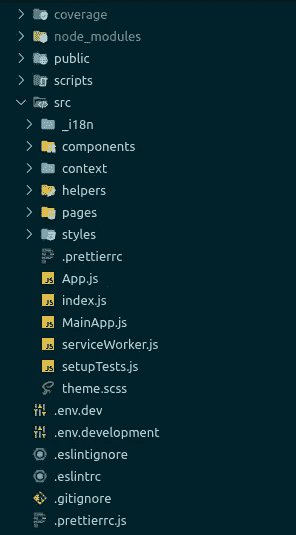 coverage
node_modules
public
scripts
src
_i18n
components
context
helpers
pages
styles
.prettierrc
JS App.js
JS index.js
JS MainApp.js
JS serviceWorker.js
JS setupTests.js
theme.scss
.env.dev
.env.development
.eslintignore
.eslintrc
.gitignore
.prettierrc.js